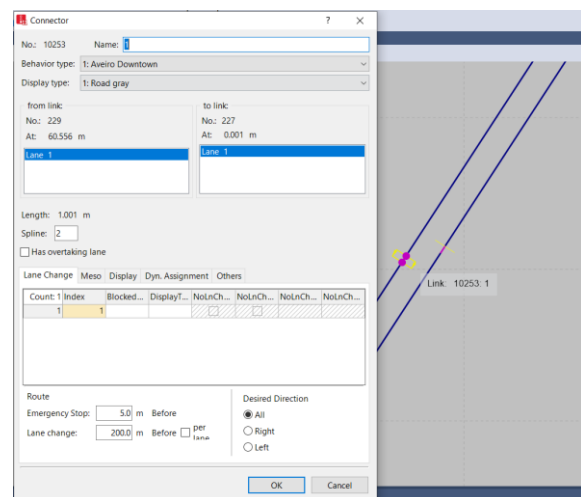 Connector ? ×
No.: 10253 Name: 1
Behavior type: 1: Aveiro Downtown
Display type: 1: Road gray
from link: to link:
No.: 229 No.: 227
At: 60.556 m At: 0.001 m
Lane 1 Lane 1
Length: 1.001 m
Spline: 2
Has overtaking lane
Lane Change Meso Display Dyn. Assignment Others
Count: 1 Index Blocked... DisplayT... NoLnCh... NoLnCh... NoLnCh... NoLnCh...
1 1
Route Desired Direction
Emergency Stop: 5.0 m Before All
Lane change: 200.0 m Before per lane Right
Left
OK Cancel
Link: 10253: 1